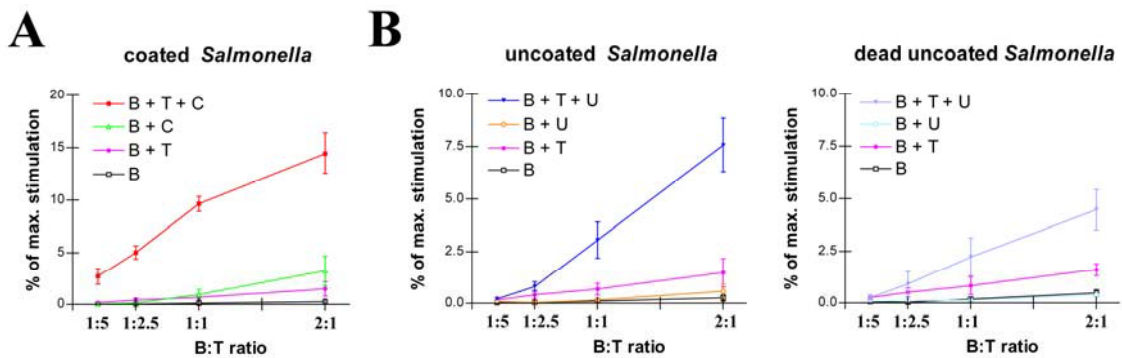 A
coated Salmonella
% of max. stimulation
20
15
10
5
0
B + T + C
B + C
B + T
B
1:5 1:2.5 1:1 2:1
B:T ratio
B
uncoated Salmonella
% of max. stimulation
10.0
7.5
5.0
2.5
0.0
B + T + U
B + U
B + T
B
1:5 1:2.5 1:1 2:1
B:T ratio
dead uncoated Salmonella
% of max. stimulation
10.0
7.5
5.0
2.5
0.0
B + T + U
B + U
B + T
B
1:5 1:2.5 1:1 2:1
B:T ratio